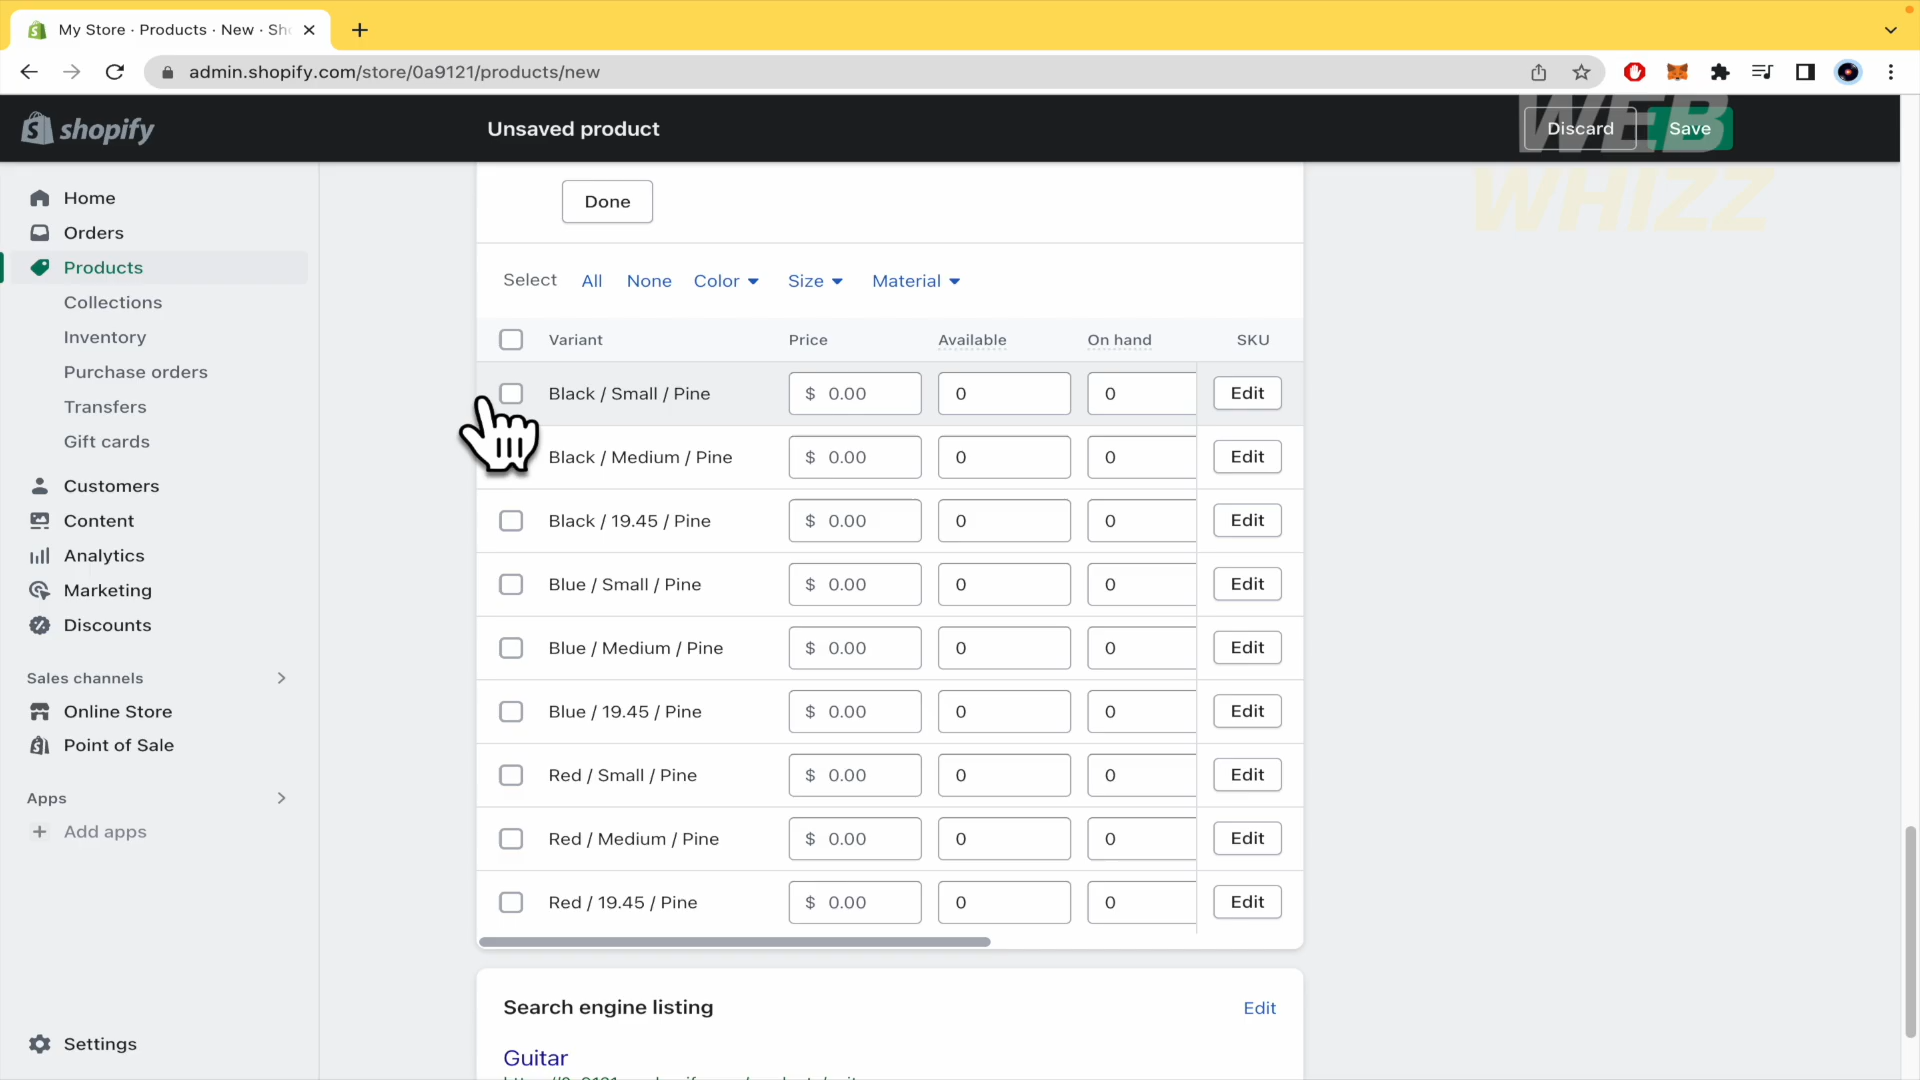 My Store · Products · New · Sh
admin.shopify.com/store/0a9121/products/new
shopify
Unsaved product
Discard
Save
WEB
WHIZZ
Home
Orders
Products
Collections
Inventory
Purchase orders
Transfers
Gift cards
Customers
Content
Analytics
Marketing
Discounts
Sales channels
Online Store
Point of Sale
Apps
+ Add apps
Settings
Done
Select All None Color Size Material
Variant Price Available On hand SKU
Black / Small / Pine $ 0.00 0 0 Edit
Black / Medium / Pine $ 0.00 0 0 Edit
Black / 19.45 / Pine $ 0.00 0 0 Edit
Blue / Small / Pine $ 0.00 0 0 Edit
Blue / Medium / Pine $ 0.00 0 0 Edit
Blue / 19.45 / Pine $ 0.00 0 0 Edit
Red / Small / Pine $ 0.00 0 0 Edit
Red / Medium / Pine $ 0.00 0 0 Edit
Red / 19.45 / Pine $ 0.00 0 0 Edit
Search engine listing Edit
Guitar